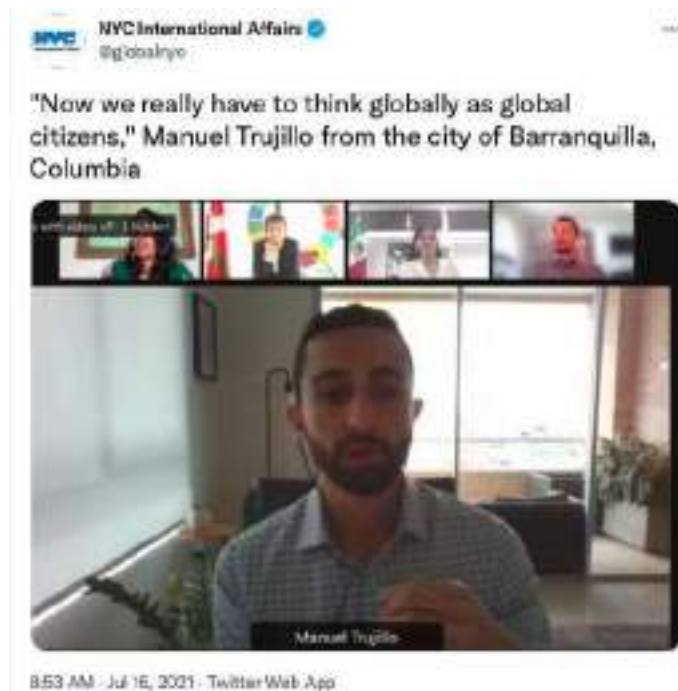 NYC International Affairs
@globalnyc
"Now we really have to think globally as global
citizens," Manuel Trujillo from the city of Barranquilla,
Columbia
NYC
Manuel Trujillo
8:53 AM · Jul 16, 2021 · Twitter Web App